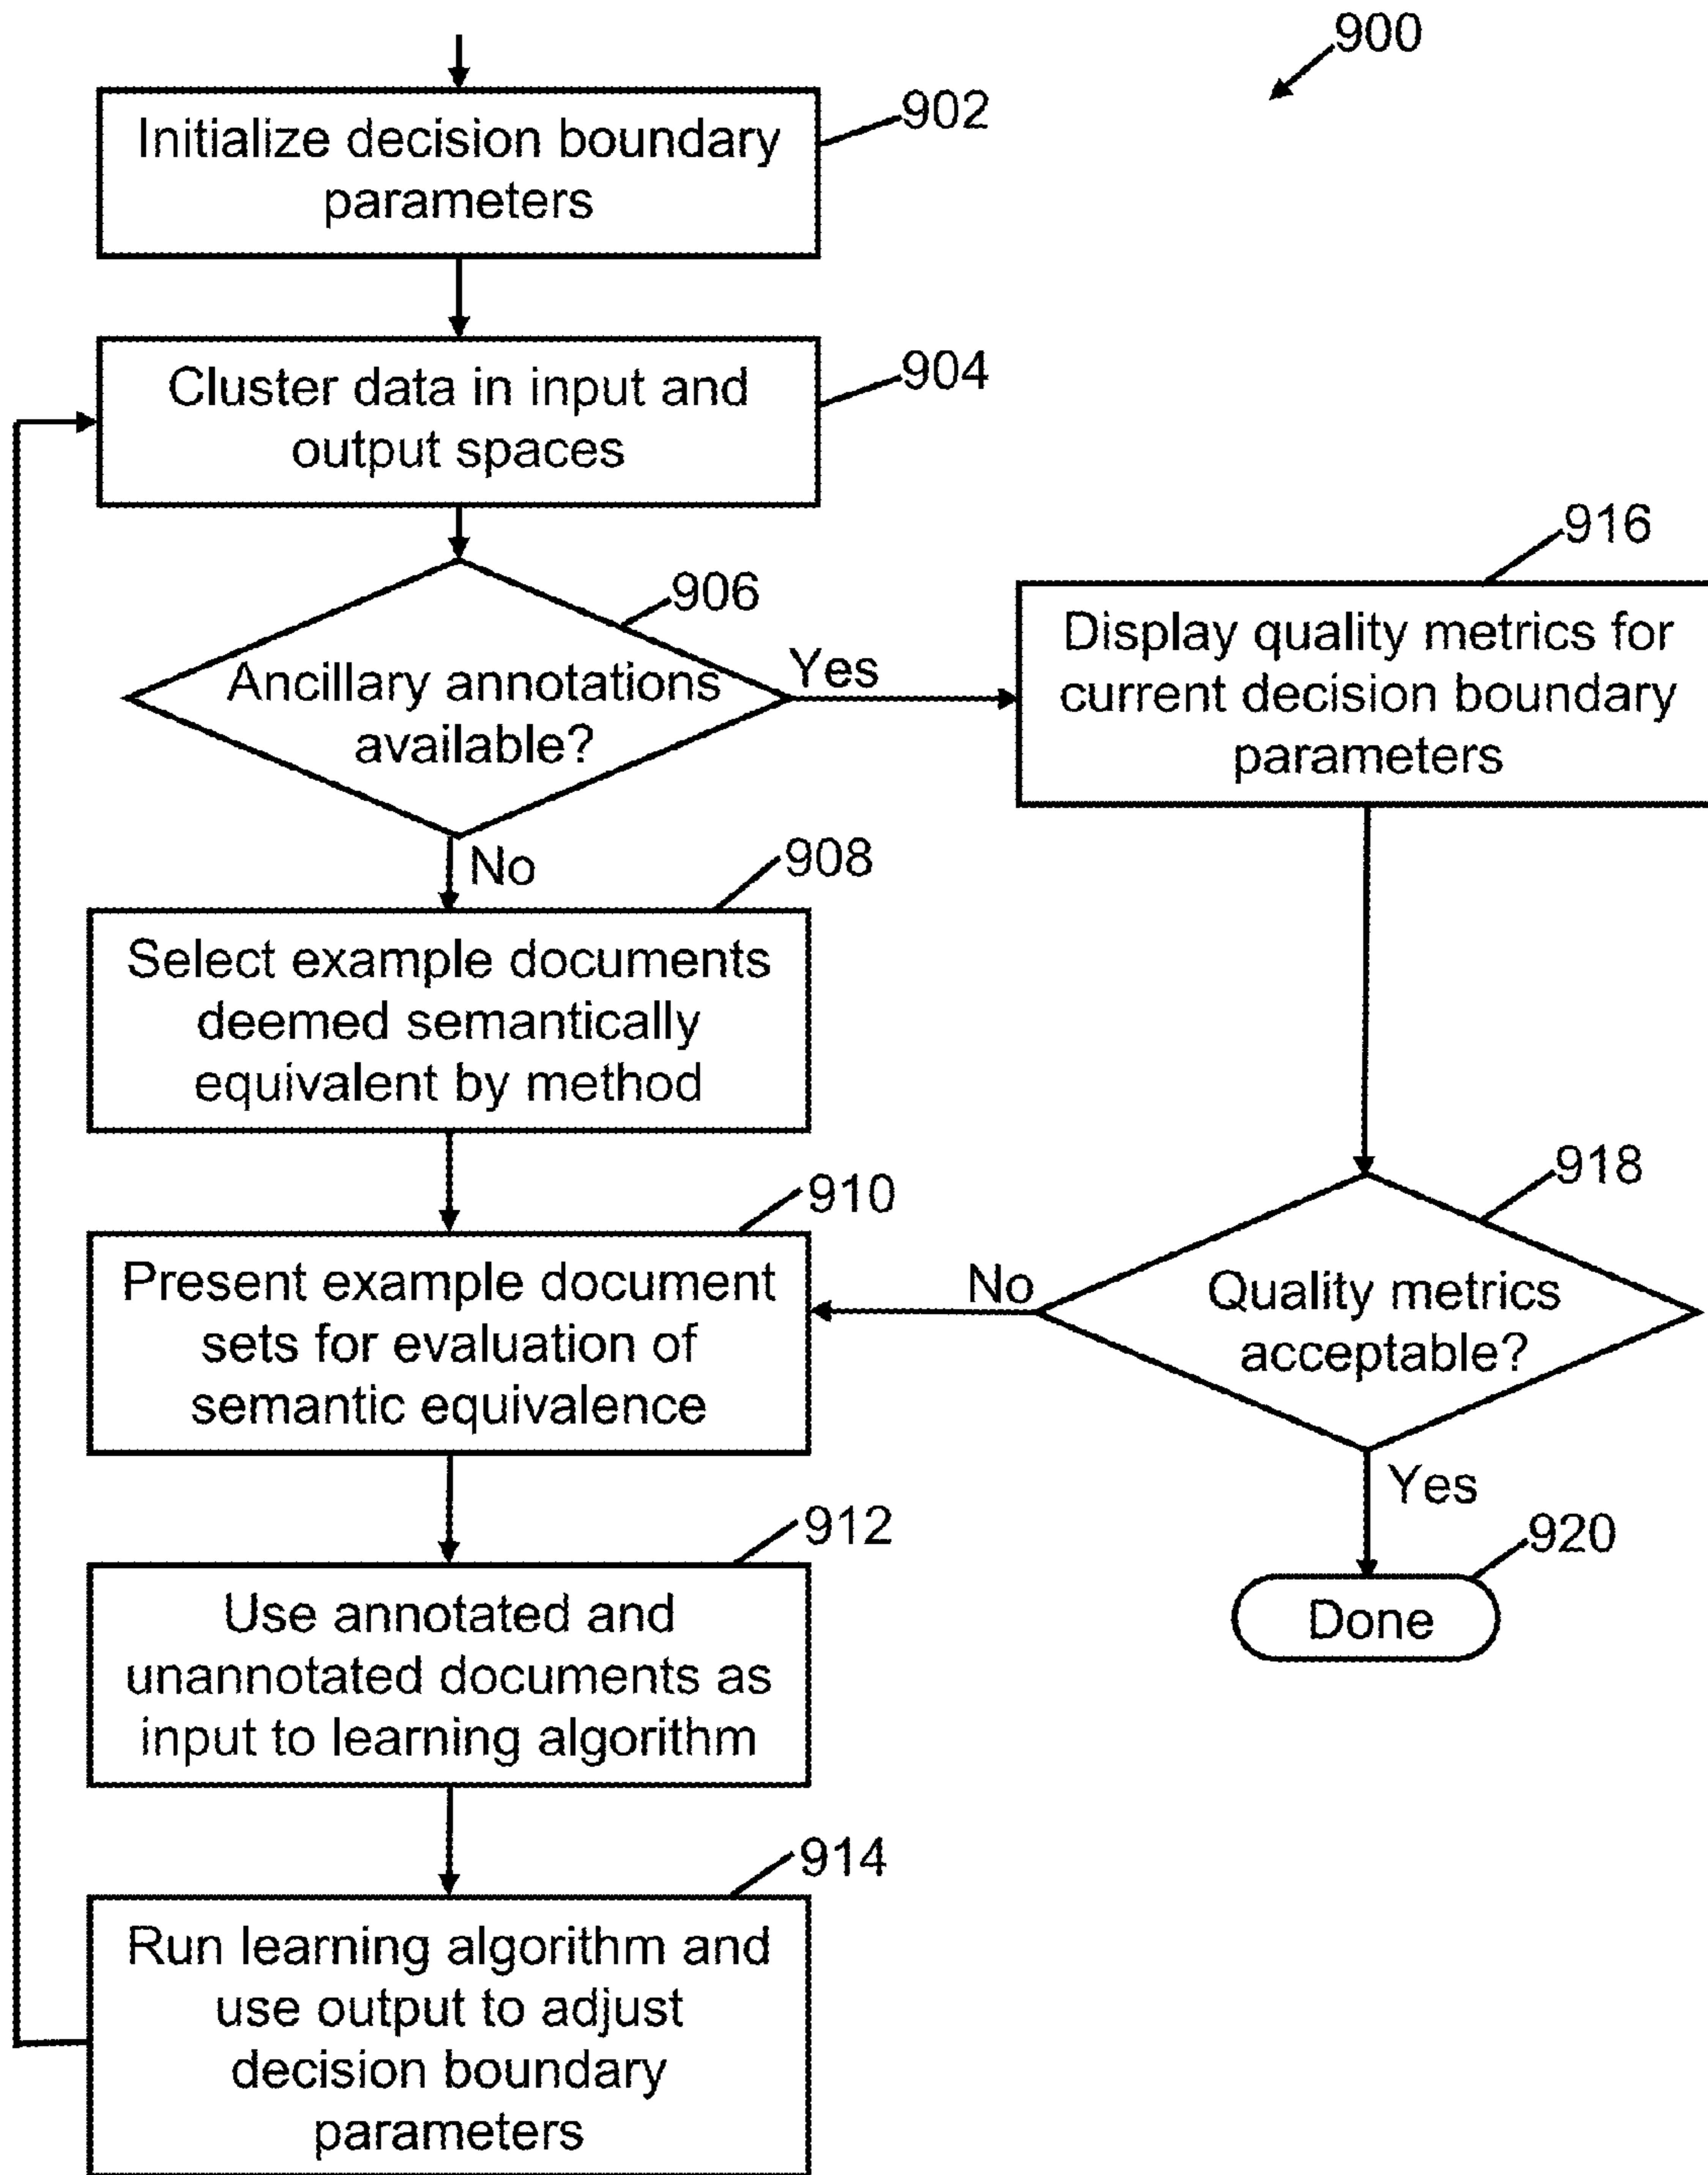 900
Initialize decision boundary
parameters
902
Cluster data in input and
output spaces
904
Ancillary annotations
available?
906
Yes
No
Display quality metrics for
current decision boundary
parameters
916
Select example documents
deemed semantically
equivalent by method
908
Present example document
sets for evaluation of
semantic equivalence
910
No
Quality metrics
acceptable?
918
Yes
Done
920
Use annotated and
unannotated documents as
input to learning algorithm
912
Run learning algorithm and
use output to adjust
decision boundary
parameters
914